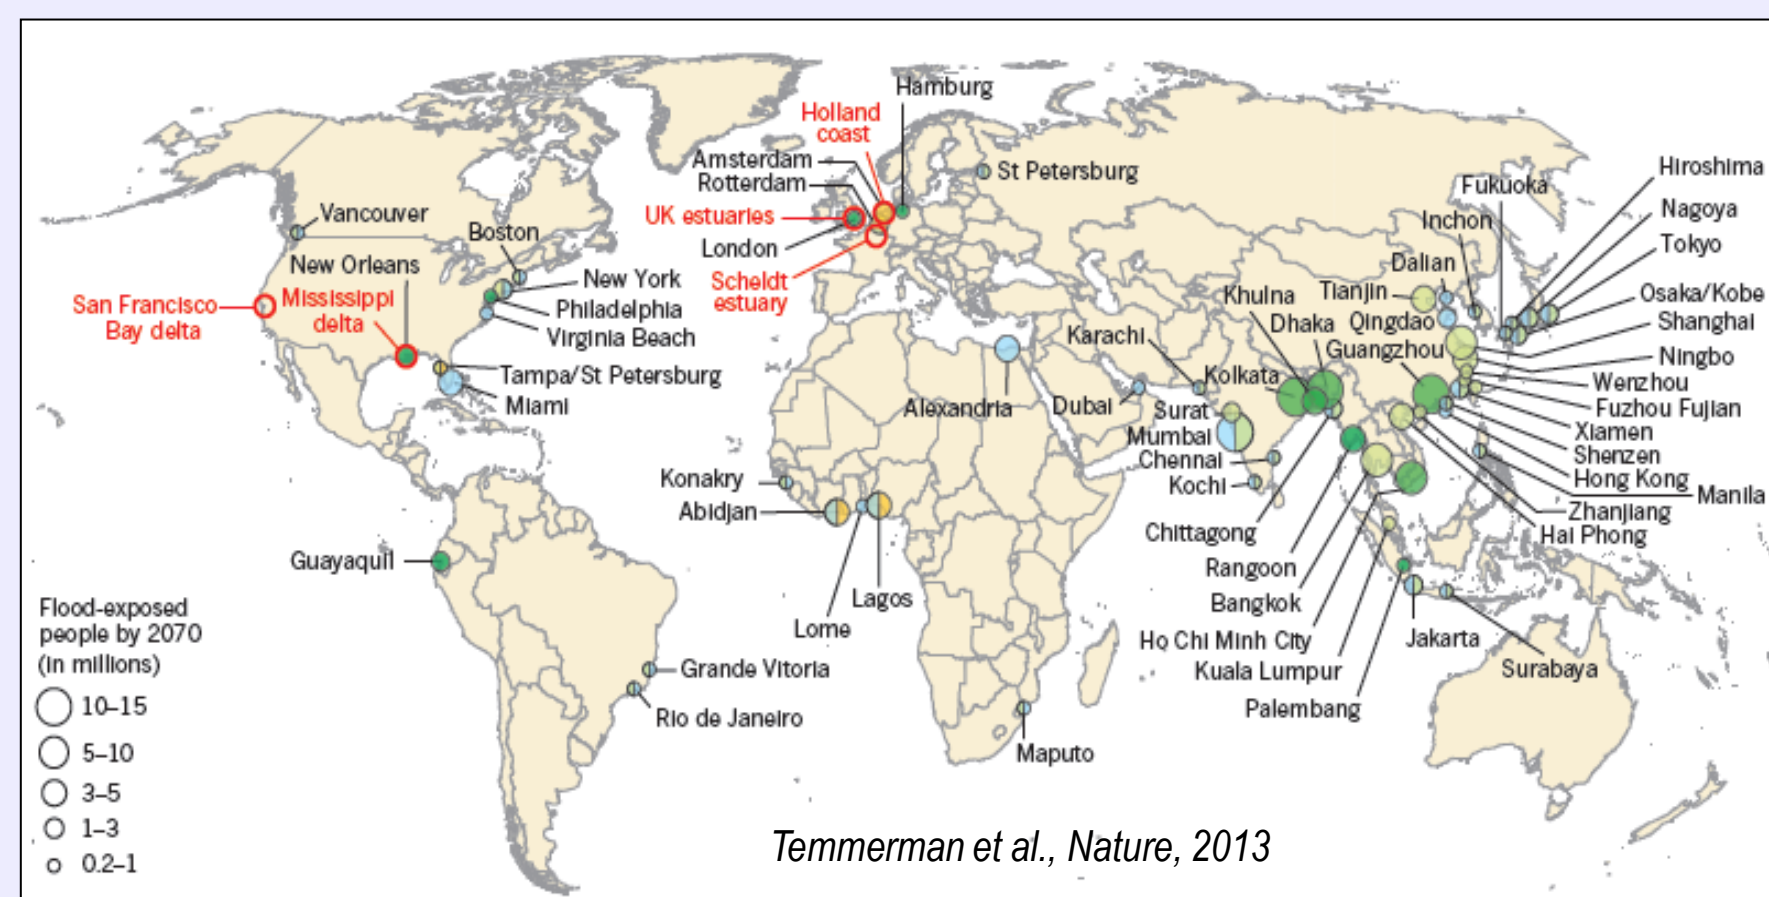 Hamburg
Holland
coast
Amsterdam
Rotterdam
St Petersburg
UK estuaries
London
Scheldt
estuary
Vancouver
Boston
New Orleans
New York
San Francisco
Bay delta
Mississippi
delta
Philadelphia
Virginia Beach
Tampa/St Petersburg
Miami
Hiroshima
Fukuoka
Nagoya
Inchon
Tokyo
Dalian
Khulna
Tianjin
Osaka/Kobe
Karachi
Dhaka
Qingdao
Shanghai
Guangzhou
Ningbo
Kolkata
Wenzhou
Alexandria
Dubai
Surat
Fuzhou Fujian
Mumbai
Xiamen
Chennai
Shenzen
Kochi
Hong Kong
Manila
Zhanjiang
Chittagong
Hai Phong
Rangoon
Bangkok
Ho Chi Minh City
Kuala Lumpur
Palembang
Jakarta
Surabaya
Konakry
Abidjan
Guayaquil
Lagos
Lome
Grande Vitoria
Rio de Janeiro
Maputo
Flood-exposed
people by 2070
(in millions)
10–15
5–10
3–5
1–3
0.2–1
Temmerman et al., Nature, 2013